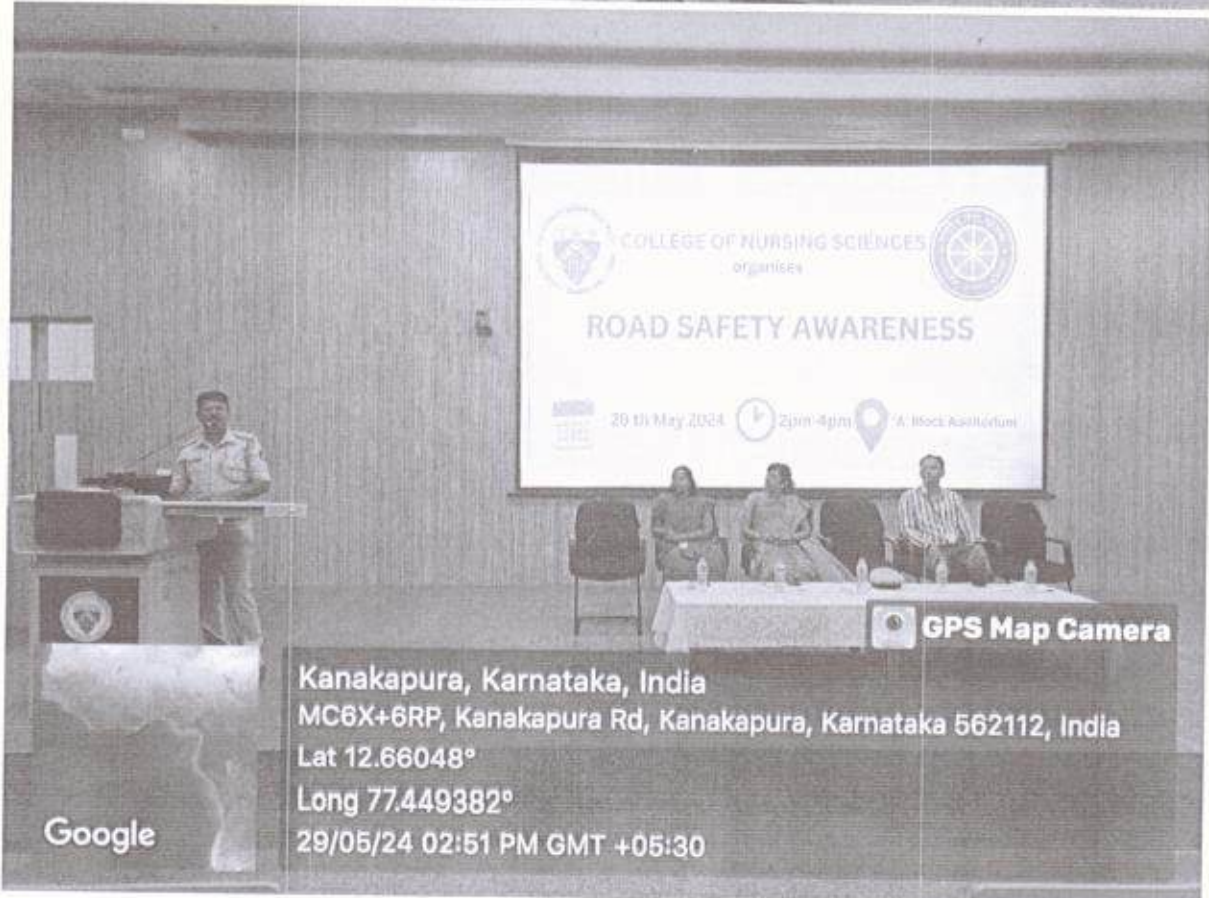 COLLEGE OF NURSING SCIENCES
organises
ROAD SAFETY AWARENESS
May 2024
2pm-4pm
'A' Block Auditorium
GPS Map Camera
Kanakapura, Karnataka, India
MC6X+6RP, Kanakapura Rd, Kanakapura, Karnataka 562112, India
Lat 12.66048°
Long 77.449382°
29/05/24 02:51 PM GMT +05:30
Google